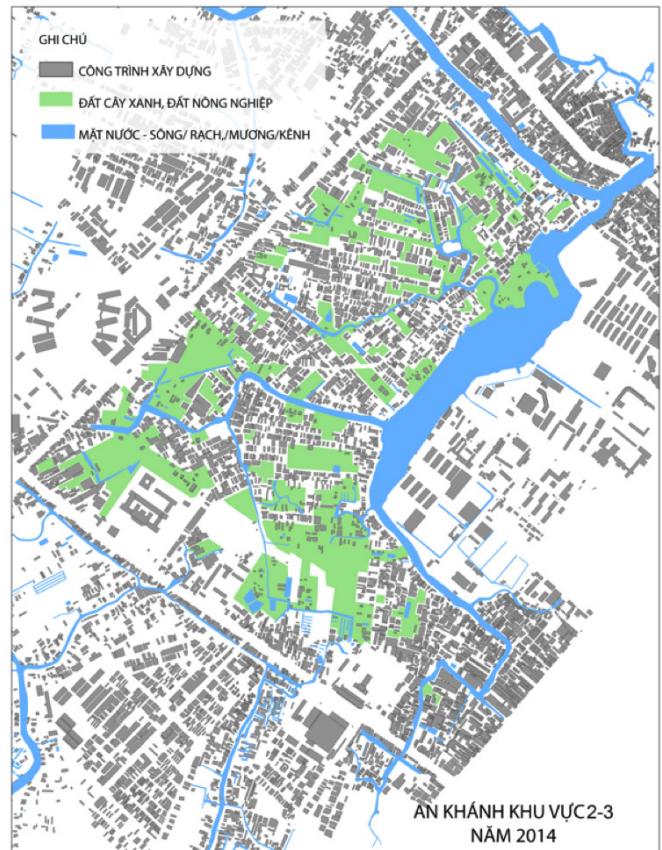 GHI CHÚ
CÔNG TRÌNH XÂY DỰNG
ĐẤT CÂY XANH, ĐẤT NÔNG NGHIỆP
MẶT NƯỚC - SÔNG/ RẠCH,/MƯƠNG/KÊNH
AN KHÁNH KHU VỰC 2-3
NĂM 2014